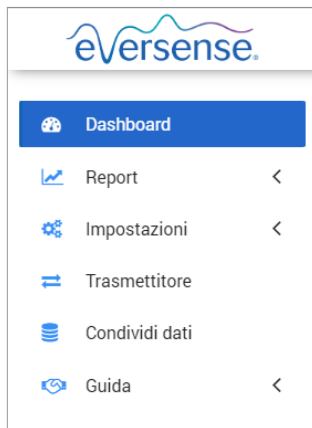 eversense.
Dashboard
Report
Impostazioni
Trasmettitore
Condividi dati
Guida